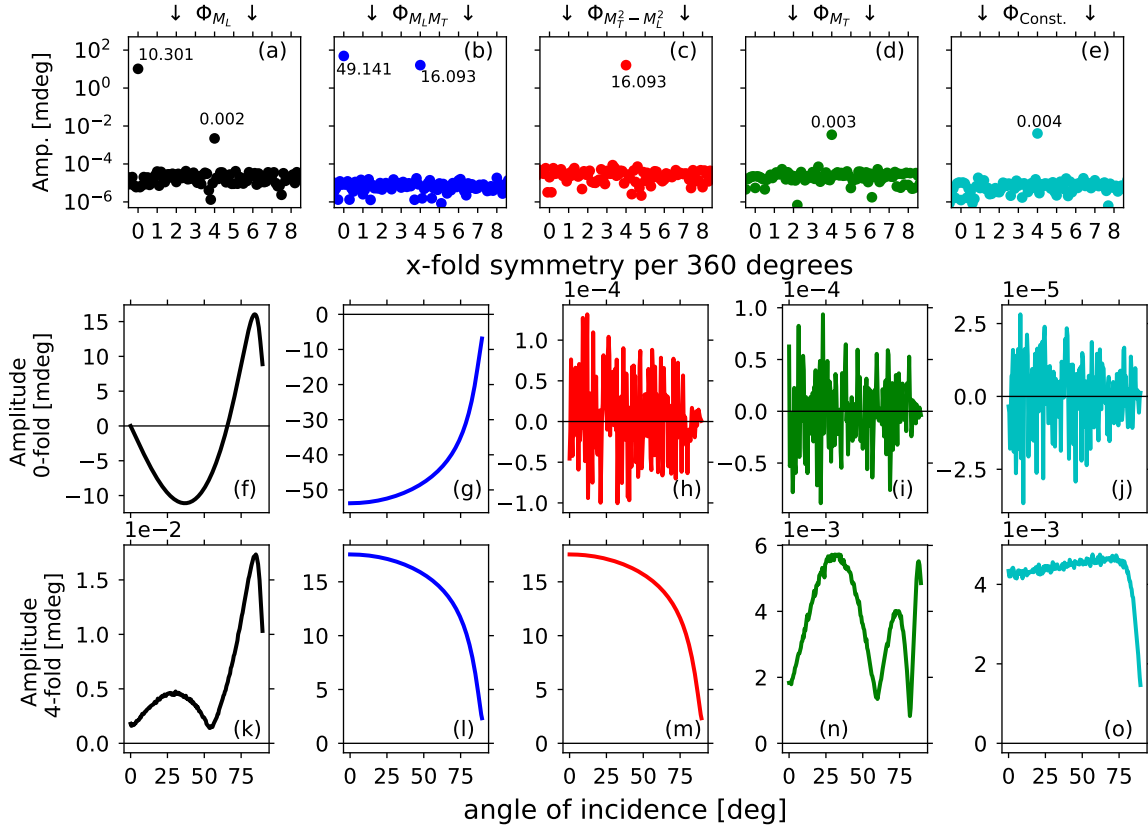 ↓ Φ_{M_L} ↓ ↓ Φ_{M_L M_T} ↓ ↓ Φ_{M_T^2−M_L^2} ↓ ↓ Φ_{M_T} ↓ ↓ Φ_{Const.} ↓
Amp. [mdeg]
10^2
10^0
10^−2
10^−4
10^−6
(a)
10.301
0.002
0 1 2 3 4 5 6 7 8
(b)
49.141
16.093
0 1 2 3 4 5 6 7 8
(c)
16.093
0 1 2 3 4 5 6 7 8
(d)
0.003
0 1 2 3 4 5 6 7 8
(e)
0.004
0 1 2 3 4 5 6 7 8
x-fold symmetry per 360 degrees
Amplitude
0-fold [mdeg]
15
10
5
0
−5
−10
(f)
0
−10
−20
−30
−40
−50
(g)
1e−4
1.0
0.5
0.0
−0.5
−1.0
(h)
1e−4
1.0
0.5
0.0
−0.5
(i)
1e−5
2.5
0.0
−2.5
(j)
Amplitude
4-fold [mdeg]
1e−2
1.5
1.0
0.5
0.0
(k)
0 25 50 75
15
10
5
0
(l)
0 25 50 75
15
10
5
0
(m)
0 25 50 75
1e−3
6
4
2
0
(n)
0 25 50 75
1e−3
4
2
0
(o)
0 25 50 75
angle of incidence [deg]